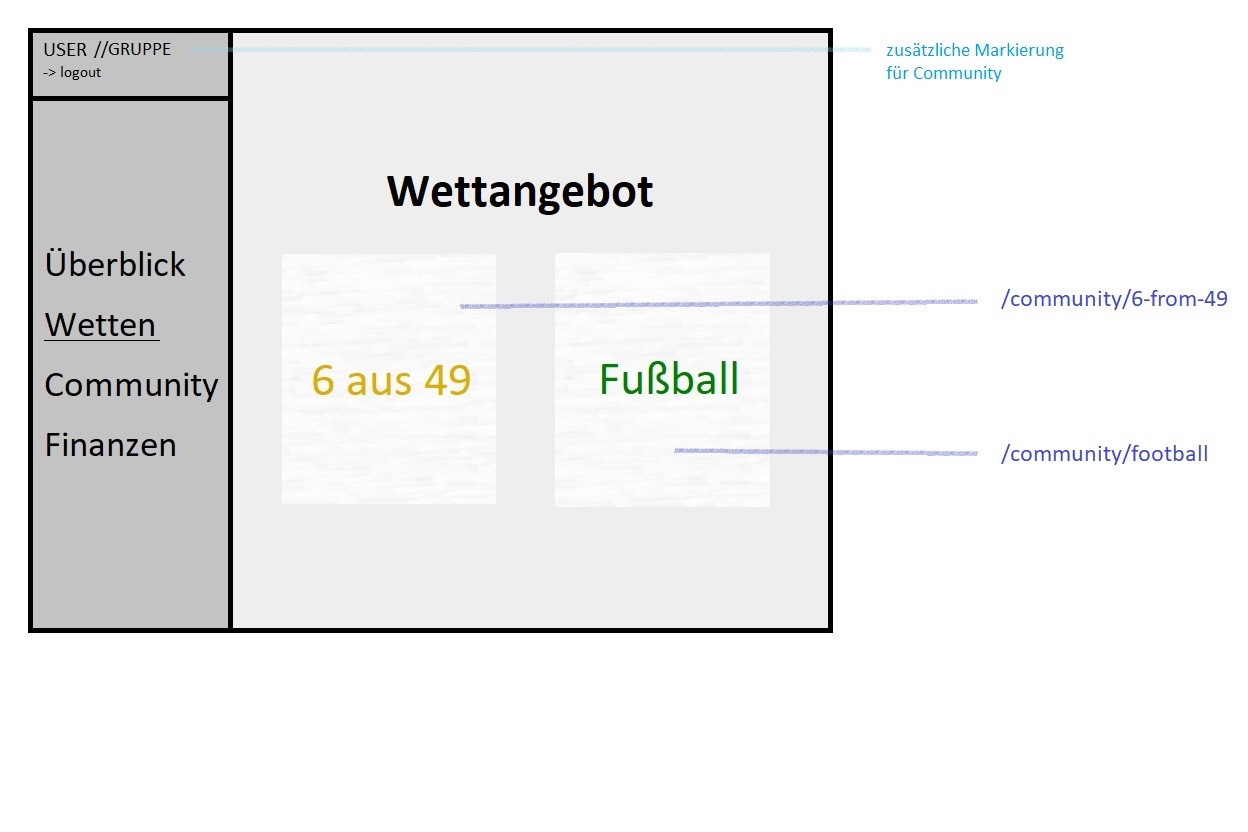 USER //GRUPPE
-> logout
zusätzliche Markierung
für Community
Wettangebot
Überblick
Wetten
Community
Finanzen
6 aus 49
Fußball
/community/6-from-49
/community/football